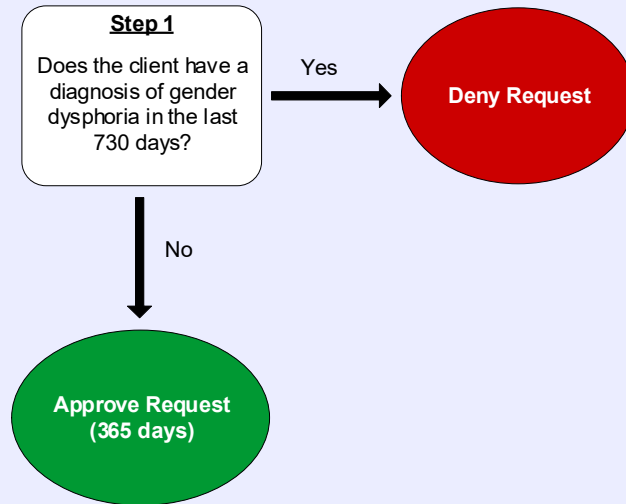 Step 1
Does the client have a
diagnosis of gender
dysphoria in the last
730 days?
Yes
Deny Request
No
Approve Request
(365 days)